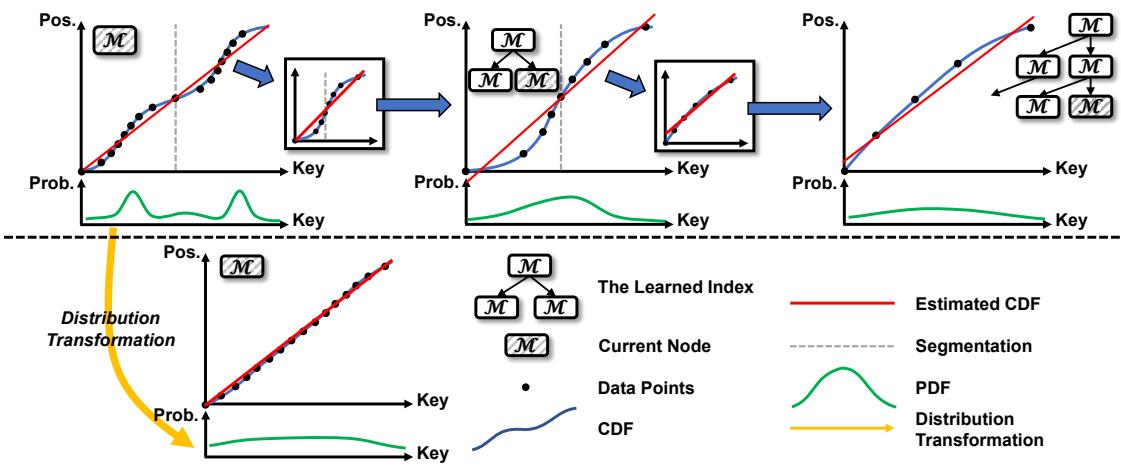 Pos.
ℳ
Key
Prob.
Key
Pos.
ℳ
ℳ ℳ
Key
Prob.
Key
Pos.
ℳ
ℳ ℳ
ℳ ℳ
Key
Prob.
Key
Distribution
Transformation
Pos.
ℳ
Key
Prob.
Key
ℳ
ℳ ℳ
The Learned Index
ℳ
Current Node
Data Points
CDF
Estimated CDF
Segmentation
PDF
Distribution
Transformation